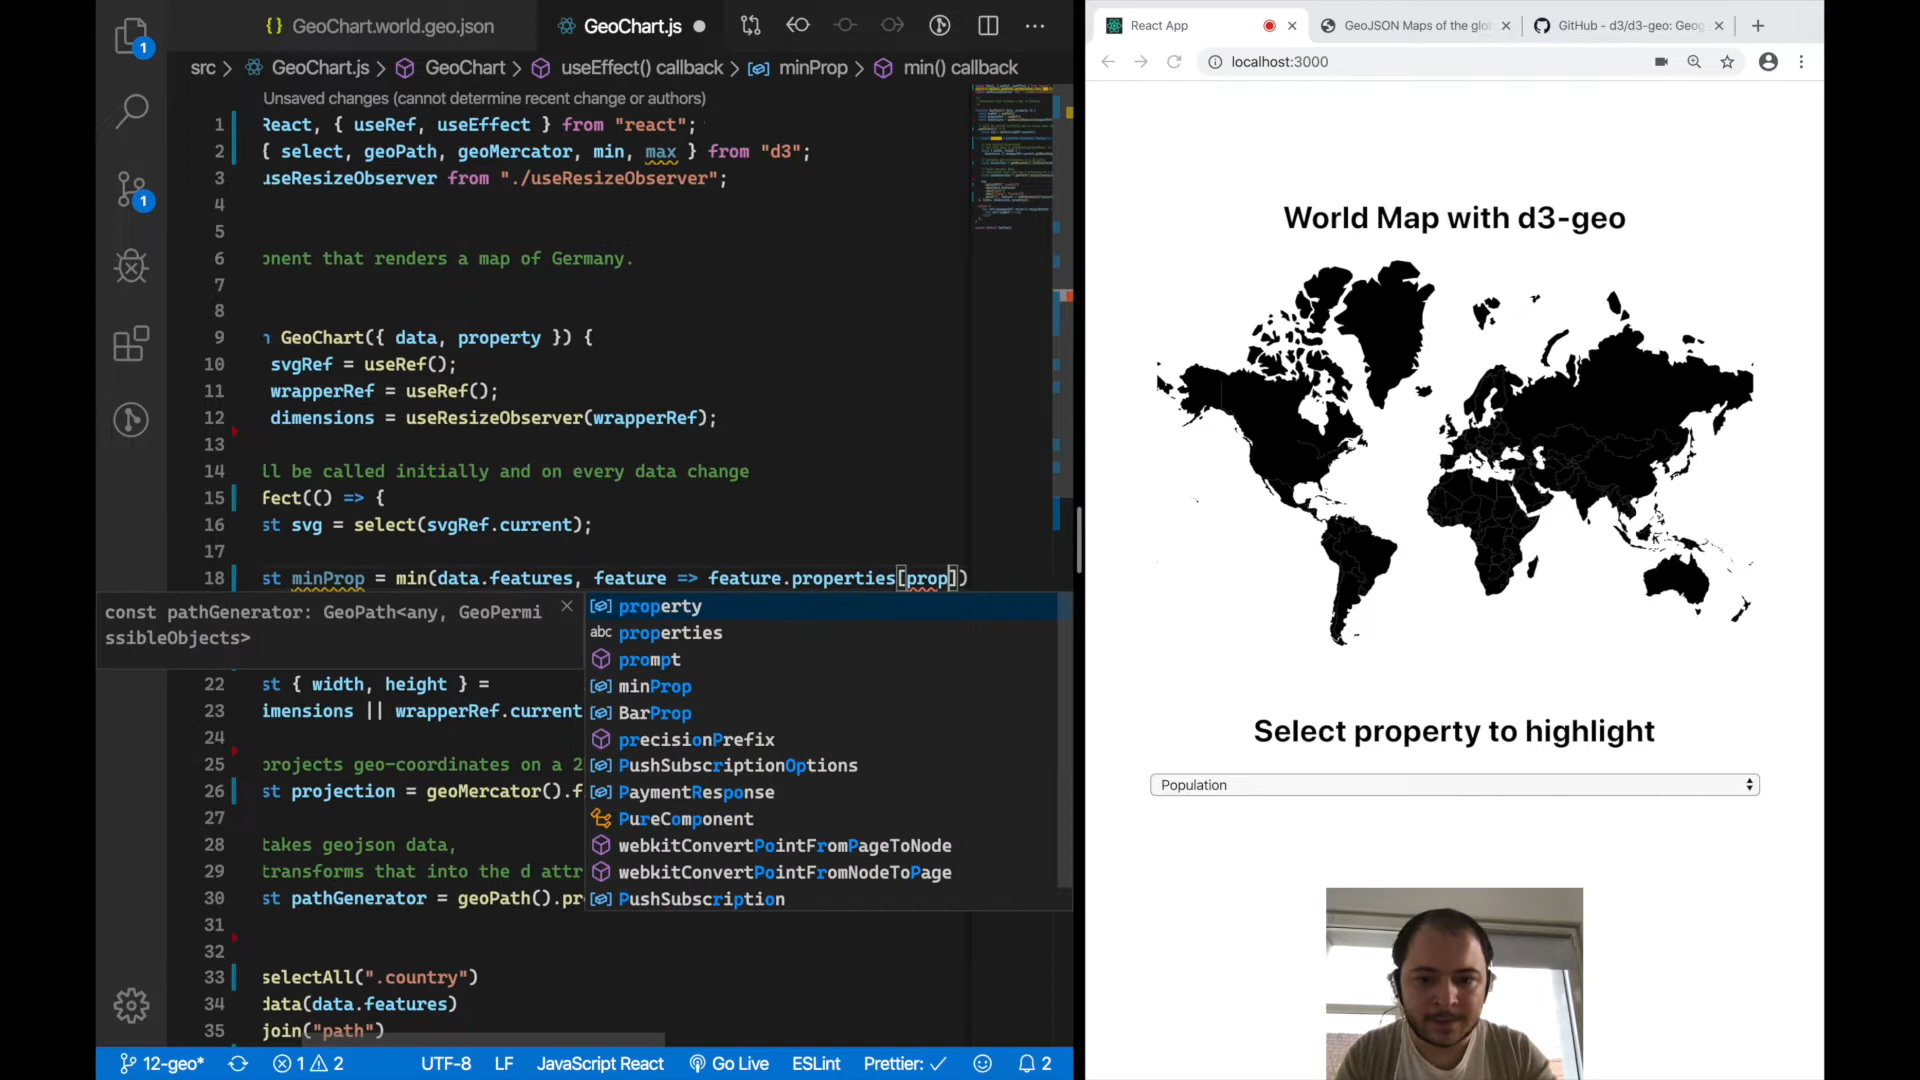 {} GeoChart.world.geo.json
GeoChart.js
src > GeoChart.js > GeoChart > useEffect() callback > minProp > min() callback
Unsaved changes (cannot determine recent change or authors)
1 React, { useRef, useEffect } from "react";
2 { select, geoPath, geoMercator, min, max } from "d3";
3 useResizeObserver from "./useResizeObserver";
4
5
6 onent that renders a map of Germany.
7
8
9 n GeoChart({ data, property }) {
10 svgRef = useRef();
11 wrapperRef = useRef();
12 dimensions = useResizeObserver(wrapperRef);
13
14 ll be called initially and on every data change
15 fect(() => {
16 st svg = select(svgRef.current);
17
18 st minProp = min(data.features, feature => feature.properties[prop])
const pathGenerator: GeoPath<any, GeoPermi
ssibleObjects>
property
abc properties
prompt
minProp
BarProp
precisionPrefix
PushSubscriptionOptions
PaymentResponse
PureComponent
webkitConvertPointFromPageToNode
webkitConvertPointFromNodeToPage
PushSubscription
22 st { width, height } =
23 imensions || wrapperRef.current
24
25 projects geo-coordinates on a 2
26 st projection = geoMercator().f
27
28 takes geojson data,
29 transforms that into the d attr
30 st pathGenerator = geoPath().pr
31
32
33 selectAll(".country")
34 data(data.features)
35 join("path")
1
1
12-geo* 1 2 UTF-8 LF JavaScript React Go Live ESLint Prettier: ✓ 2
React App
GeoJSON Maps of the glo
GitHub - d3/d3-geo: Geog
localhost:3000
World Map with d3-geo
Select property to highlight
Population